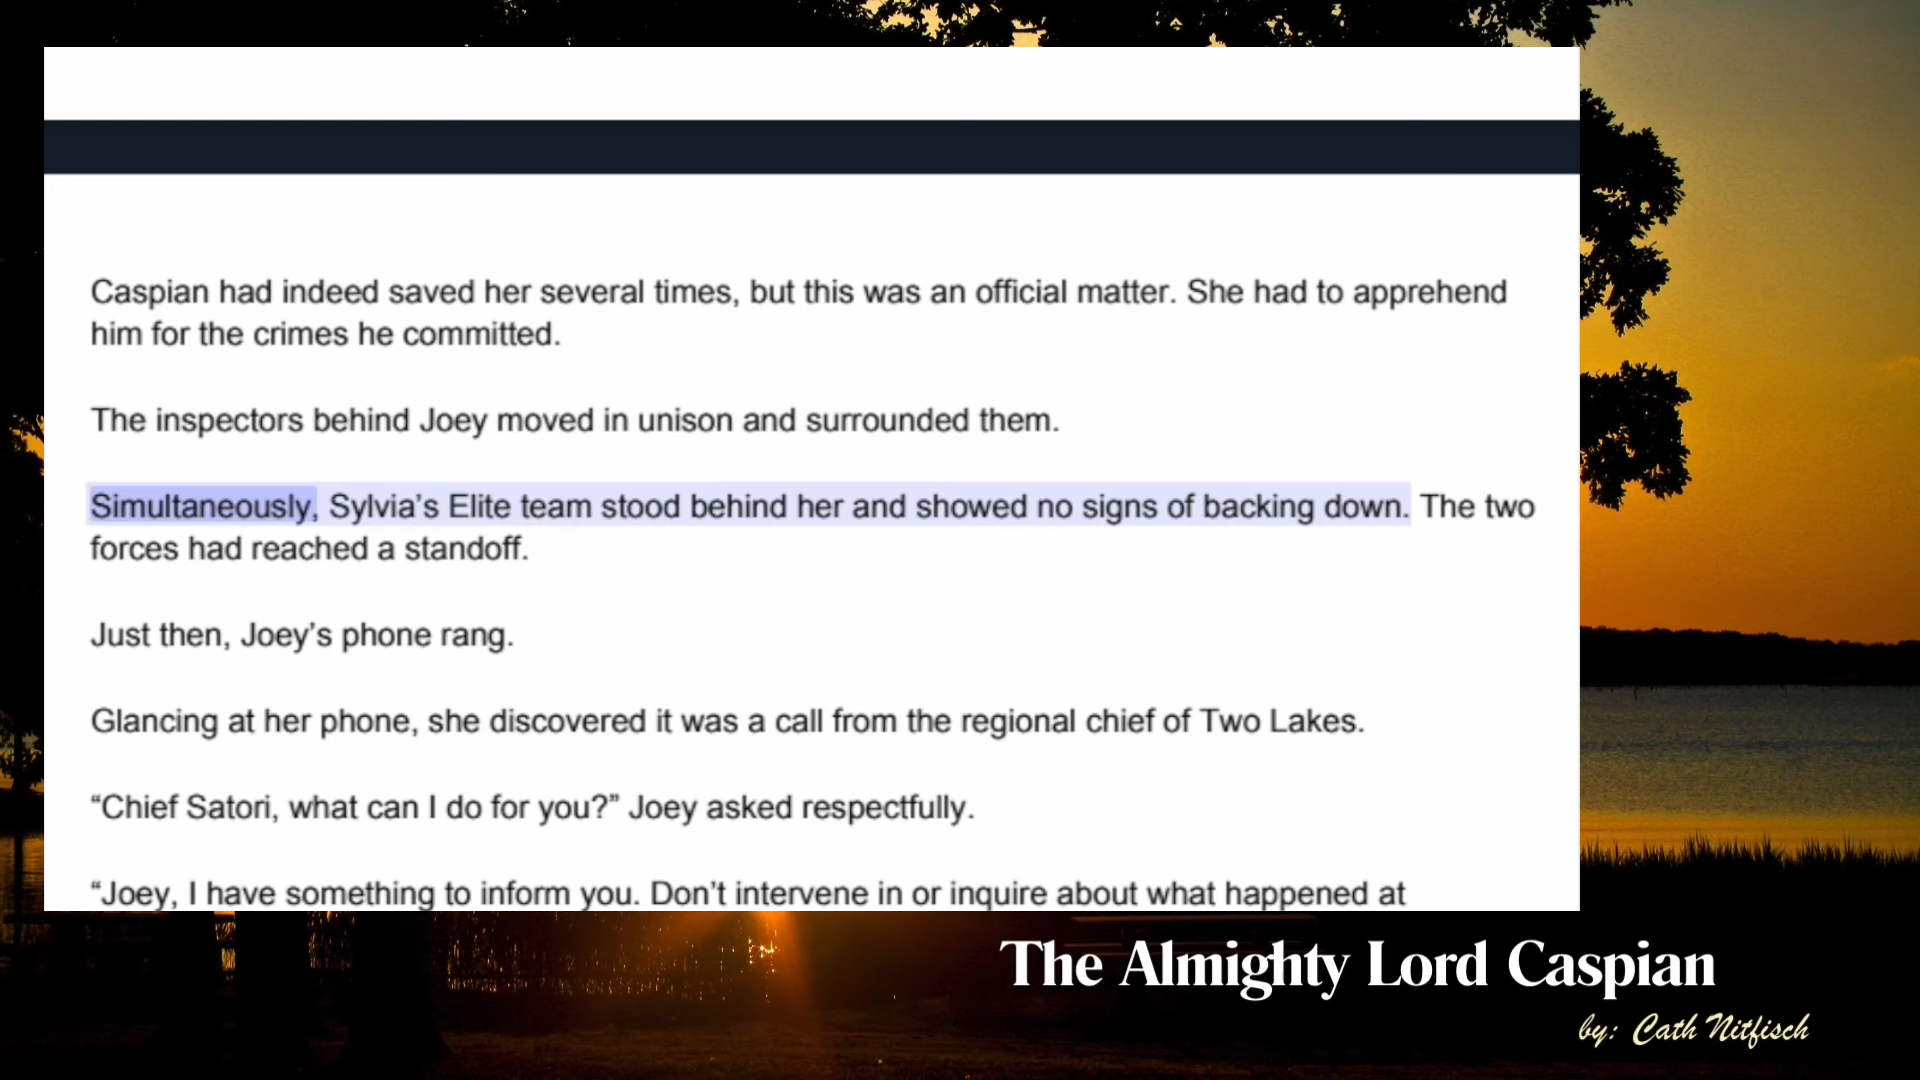 Caspian had indeed saved her several times, but this was an official matter. She had to apprehend
him for the crimes he committed.
The inspectors behind Joey moved in unison and surrounded them.
Simultaneously, Sylvia’s Elite team stood behind her and showed no signs of backing down. The two
forces had reached a standoff.
Just then, Joey’s phone rang.
Glancing at her phone, she discovered it was a call from the regional chief of Two Lakes.
“Chief Satori, what can I do for you?” Joey asked respectfully.
“Joey, I have something to inform you. Don’t intervene in or inquire about what happened at
The Almighty Lord Caspian
by: Cath Nitfisch